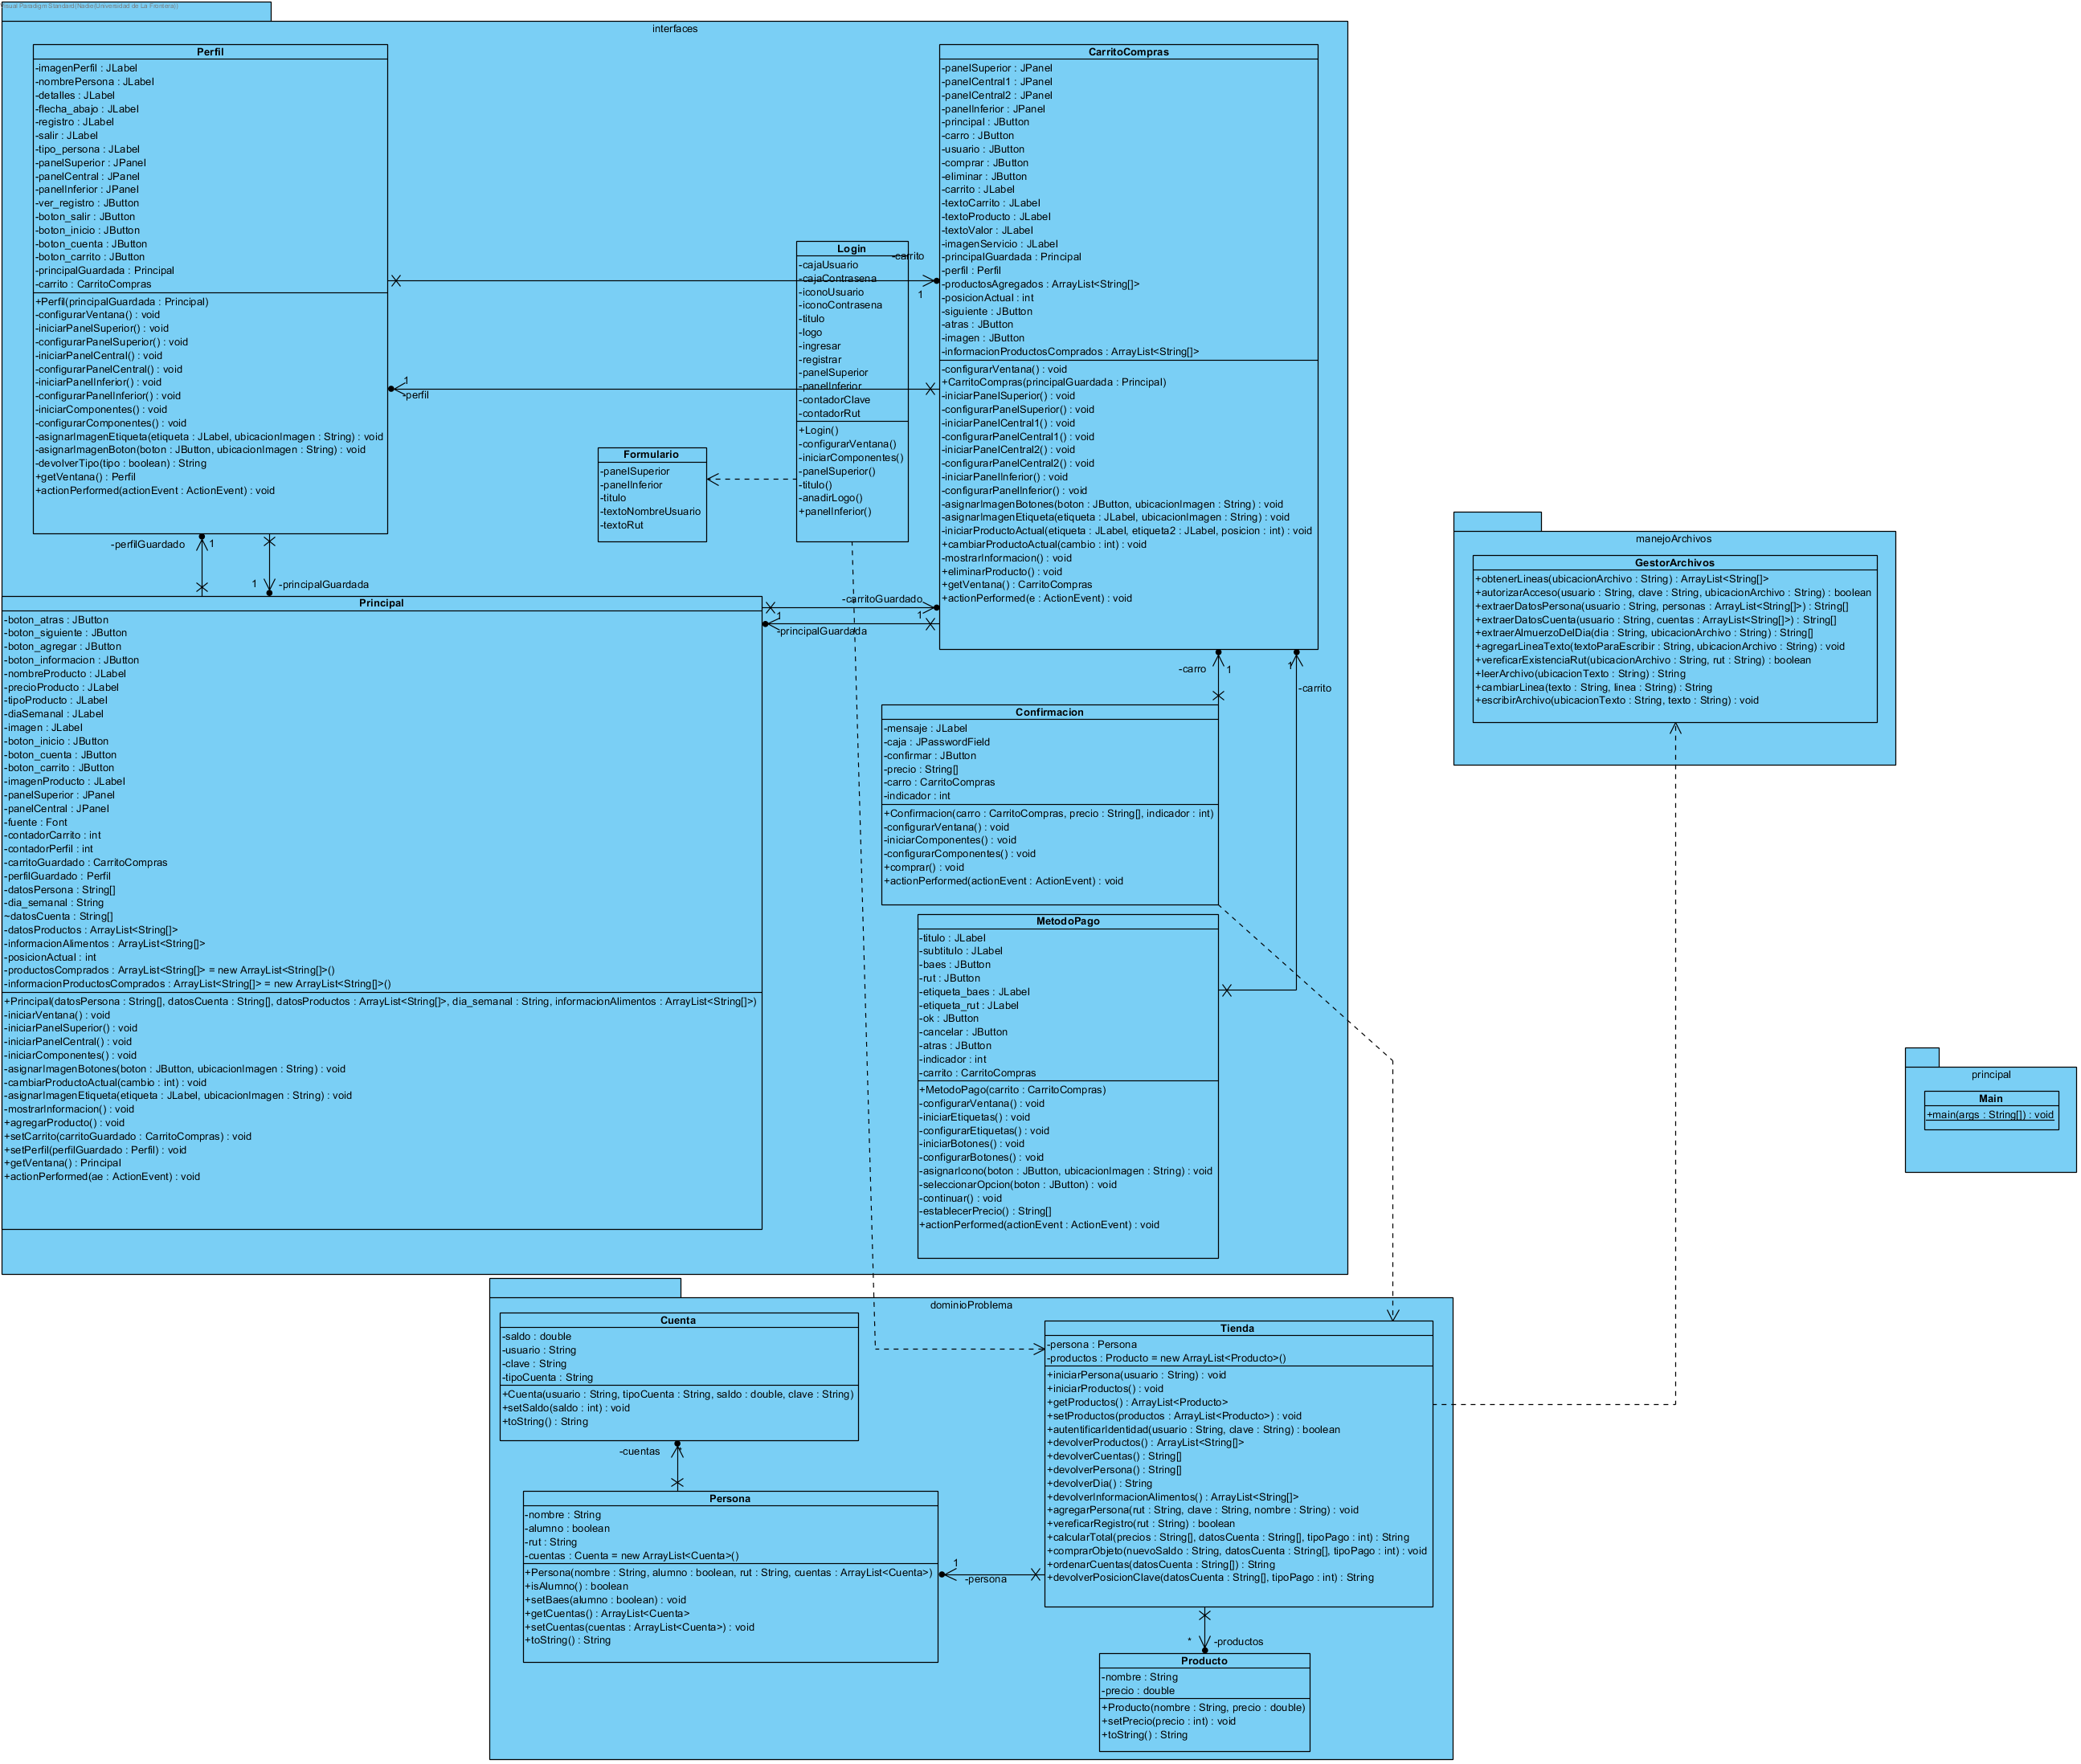 Visual Paradigm Standard(Nadie(Universidad de La Frontera))
interfaces
Perfil
-imagenPerfil : JLabel
-nombrePersona : JLabel
-detalles : JLabel
-flecha_abajo : JLabel
-registro : JLabel
-salir : JLabel
-tipo_persona : JLabel
-panelSuperior : JPanel
-panelCentral : JPanel
-panelInferior : JPanel
-ver_registro : JButton
-boton_salir : JButton
-boton_inicio : JButton
-boton_cuenta : JButton
-boton_carrito : JButton
-principalGuardada : Principal
-carrito : CarritoCompras
+Perfil(principalGuardada : Principal)
-configurarVentana() : void
-iniciarPanelSuperior() : void
-configurarPanelSuperior() : void
-iniciarPanelCentral() : void
-configurarPanelCentral() : void
-iniciarPanelInferior() : void
-configurarPanelInferior() : void
-iniciarComponentes() : void
-configurarComponentes() : void
-asignarImagenEtiqueta(etiqueta : JLabel, ubicacionImagen : String) : void
-asignarImagenBoton(boton : JButton, ubicacionImagen : String) : void
-devolverTipo(tipo : boolean) : String
+getVentana() : Perfil
+actionPerformed(actionEvent : ActionEvent) : void
CarritoCompras
-panelSuperior : JPanel
-panelCentral1 : JPanel
-panelCentral2 : JPanel
-panelInferior : JPanel
-principal : JButton
-carro : JButton
-usuario : JButton
-comprar : JButton
-eliminar : JButton
-carrito : JLabel
-textoCarrito : JLabel
-textoProducto : JLabel
-textoValor : JLabel
-imagenServicio : JLabel
-principalGuardada : Principal
-perfil : Perfil
-productosAgregados : ArrayList<String[]>
-posicionActual : int
-siguiente : JButton
-atras : JButton
-imagen : JButton
-informacionProductosComprados : ArrayList<String[]>
-configurarVentana() : void
+CarritoCompras(principalGuardada : Principal)
-iniciarPanelSuperior() : void
-configurarPanelSuperior() : void
-iniciarPanelCentral1() : void
-configurarPanelCentral1() : void
-iniciarPanelCentral2() : void
-configurarPanelCentral2() : void
-iniciarPanelInferior() : void
-configurarPanelInferior() : void
-asignarImagenBotones(boton : JButton, ubicacionImagen : String) : void
-asignarImagenEtiqueta(etiqueta : JLabel, ubicacionImagen : String) : void
-iniciarProductoActual(etiqueta : JLabel, etiqueta2 : JLabel, posicion : int) : void
+cambiarProductoActual(cambio : int) : void
-mostrarInformacion() : void
+eliminarProducto() : void
+getVentana() : CarritoCompras
+actionPerformed(e : ActionEvent) : void
Login
-cajaUsuario
-cajaContrasena
-iconoUsuario
-iconoContrasena
-titulo
-logo
-ingresar
-registrar
-panelSuperior
-panelInferior
-contadorClave
-contadorRut
+Login()
-configurarVentana()
-iniciarComponentes()
-panelSuperior()
-titulo()
-anadirLogo()
+panelInferior()
-carrito
1
1
-perfil
Formulario
-panelSuperior
-panelInferior
-titulo
-textoNombreUsuario
-textoRut
-perfilGuardado
1
1
-principalGuardada
-carritoGuardado
1
1
-principalGuardada
Principal
-boton_atras : JButton
-boton_siguiente : JButton
-boton_agregar : JButton
-boton_informacion : JButton
-nombreProducto : JLabel
-precioProducto : JLabel
-tipoProducto : JLabel
-diaSemanal : JLabel
-imagen : JLabel
-boton_inicio : JButton
-boton_cuenta : JButton
-boton_carrito : JButton
-imagenProducto : JLabel
-panelSuperior : JPanel
-panelCentral : JPanel
-fuente : Font
-contadorCarrito : int
-contadorPerfil : int
-carritoGuardado : CarritoCompras
-perfilGuardado : Perfil
-datosPersona : String[]
-dia_semanal : String
~datosCuenta : String[]
-datosProductos : ArrayList<String[]>
-informacionAlimentos : ArrayList<String[]>
-posicionActual : int
-productosComprados : ArrayList<String[]> = new ArrayList<String[]>()
-informacionProductosComprados : ArrayList<String[]> = new ArrayList<String[]>()
+Principal(datosPersona : String[], datosCuenta : String[], datosProductos : ArrayList<String[]>, dia_semanal : String, informacionAlimentos : ArrayList<String[]>)
-iniciarVentana() : void
-iniciarPanelSuperior() : void
-iniciarPanelCentral() : void
-iniciarComponentes() : void
-asignarImagenBotones(boton : JButton, ubicacionImagen : String) : void
-cambiarProductoActual(cambio : int) : void
-asignarImagenEtiqueta(etiqueta : JLabel, ubicacionImagen : String) : void
-mostrarInformacion() : void
+agregarProducto() : void
+setCarrito(carritoGuardado : CarritoCompras) : void
+setPerfil(perfilGuardado : Perfil) : void
+getVentana() : Principal
+actionPerformed(ae : ActionEvent) : void
-carro
1
1
-carrito
Confirmacion
-mensaje : JLabel
-caja : JPasswordField
-confirmar : JButton
-precio : String[]
-carro : CarritoCompras
-indicador : int
+Confirmacion(carro : CarritoCompras, precio : String[], indicador : int)
-configurarVentana() : void
-iniciarComponentes() : void
-configurarComponentes() : void
+comprar() : void
+actionPerformed(actionEvent : ActionEvent) : void
MetodoPago
-titulo : JLabel
-subtitulo : JLabel
-baes : JButton
-rut : JButton
-etiqueta_baes : JLabel
-etiqueta_rut : JLabel
-ok : JButton
-cancelar : JButton
-atras : JButton
-indicador : int
-carrito : CarritoCompras
+MetodoPago(carrito : CarritoCompras)
-configurarVentana() : void
-iniciarEtiquetas() : void
-configurarEtiquetas() : void
-iniciarBotones() : void
-configurarBotones() : void
-asignarIcono(boton : JButton, ubicacionImagen : String) : void
-seleccionarOpcion(boton : JButton) : void
-continuar() : void
-establecerPrecio() : String[]
+actionPerformed(actionEvent : ActionEvent) : void
manejoArchivos
GestorArchivos
+obtenerLineas(ubicacionArchivo : String) : ArrayList<String[]>
+autorizarAcceso(usuario : String, clave : String, ubicacionArchivo : String) : boolean
+extraerDatosPersona(usuario : String, personas : ArrayList<String[]>) : String[]
+extraerDatosCuenta(usuario : String, cuentas : ArrayList<String[]>) : String[]
+extraerAlmuerzoDelDia(dia : String, ubicacionArchivo : String) : String[]
+agregarLineaTexto(textoParaEscribir : String, ubicacionArchivo : String) : void
+vereficarExistenciaRut(ubicacionArchivo : String, rut : String) : boolean
+leerArchivo(ubicacionTexto : String) : String
+cambiarLinea(texto : String, linea : String) : String
+escribirArchivo(ubicacionTexto : String, texto : String) : void
principal
Main
+main(args : String[]) : void
dominioProblema
Cuenta
-saldo : double
-usuario : String
-clave : String
-tipoCuenta : String
+Cuenta(usuario : String, tipoCuenta : String, saldo : double, clave : String)
+setSaldo(saldo : int) : void
+toString() : String
-cuentas
*
Persona
-nombre : String
-alumno : boolean
-rut : String
-cuentas : Cuenta = new ArrayList<Cuenta>()
+Persona(nombre : String, alumno : boolean, rut : String, cuentas : ArrayList<Cuenta>)
+isAlumno() : boolean
+setBaes(alumno : boolean) : void
+getCuentas() : ArrayList<Cuenta>
+setCuentas(cuentas : ArrayList<Cuenta>) : void
+toString() : String
1
-persona
Tienda
-persona : Persona
-productos : Producto = new ArrayList<Producto>()
+iniciarPersona(usuario : String) : void
+iniciarProductos() : void
+getProductos() : ArrayList<Producto>
+setProductos(productos : ArrayList<Producto>) : void
+autentificarIdentidad(usuario : String, clave : String) : boolean
+devolverProductos() : ArrayList<String[]>
+devolverCuentas() : String[]
+devolverPersona() : String[]
+devolverDia() : String
+devolverInformacionAlimentos() : ArrayList<String[]>
+agregarPersona(rut : String, clave : String, nombre : String) : void
+vereficarRegistro(rut : String) : boolean
+calcularTotal(precios : String[], datosCuenta : String[], tipoPago : int) : String
+comprarObjeto(nuevoSaldo : String, datosCuenta : String[], tipoPago : int) : void
+ordenarCuentas(datosCuenta : String[]) : String
+devolverPosicionClave(datosCuenta : String[], tipoPago : int) : String
*
-productos
Producto
-nombre : String
-precio : double
+Producto(nombre : String, precio : double)
+setPrecio(precio : int) : void
+toString() : String